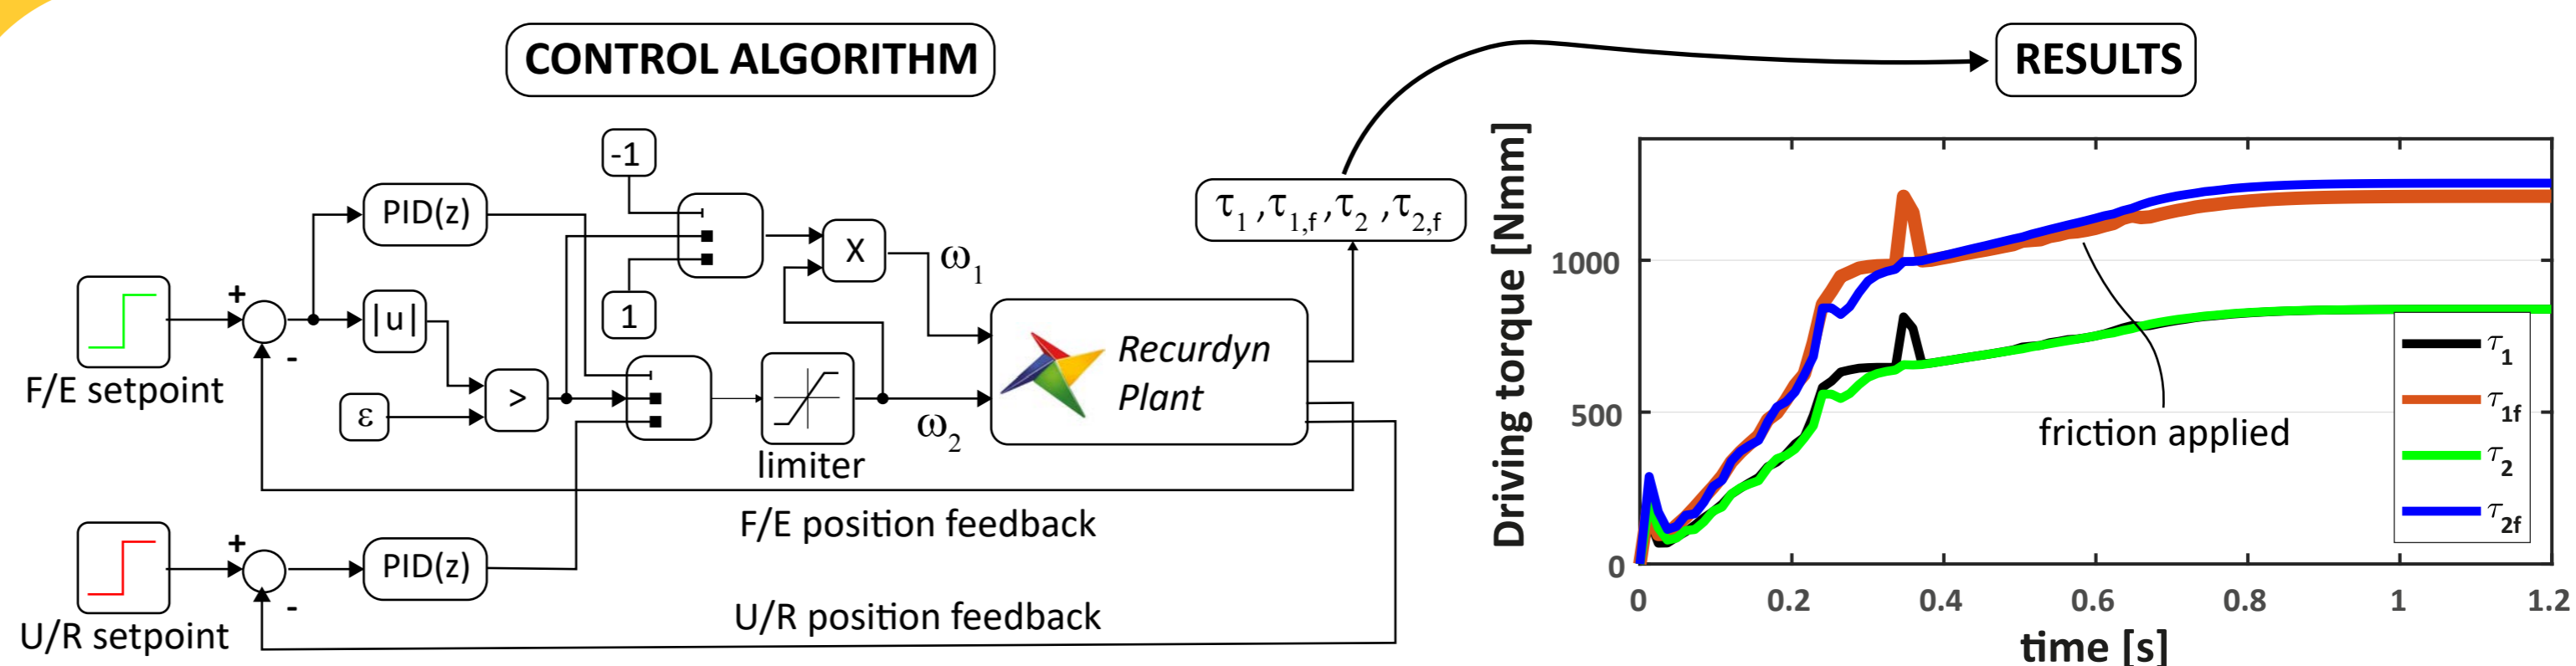 CONTROL ALGORITHM
RESULTS
-1
PID(z)
X
ω1
τ1 ,τ1,f ,τ2 ,τ2,f
+
-
|u|
1
F/E setpoint
ε
>
limiter
ω2
Recurdyn
Plant
F/E position feedback
+
-
PID(z)
U/R setpoint
U/R position feedback
Driving torque [Nmm]
1000
500
0
0 0.2 0.4 0.6 0.8 1 1.2
time [s]
friction applied
τ1
τ1f
τ2
τ2f